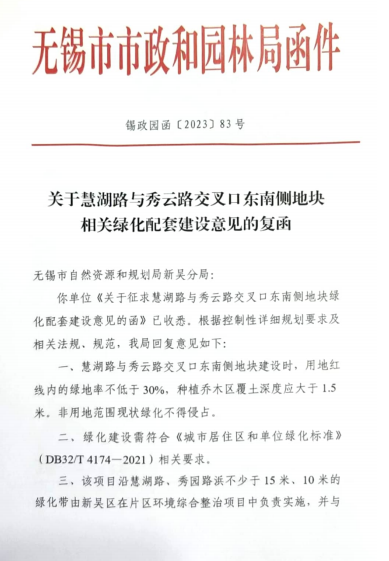 无锡市市政和园林局函件
锡政园函〔2023〕83号
关于慧湖路与秀云路交叉口东南侧地块
相关绿化配套建设意见的复函
无锡市自然资源和规划局新吴分局：
你单位《关于征求慧湖路与秀云路交叉口东南侧地块绿
化配套建设意见的函》已收悉。根据控制性详细规划要求及
相关法规、规范，我局回复意见如下：
一、慧湖路与秀云路交叉口东南侧地块建设时，用地红
线内的绿地率不低于30%，种植乔木区覆土深度应大于1.5
米。非用地范围现状绿化不得侵占。
二、绿化建设需符合《城市居住区和单位绿化标准》
（DB32/T 4174—2021）相关要求。
三、该项目沿慧湖路、秀园路浜不少于15米、10米的
绿化带由新吴区在片区环境综合整治项目中负责实施，并与